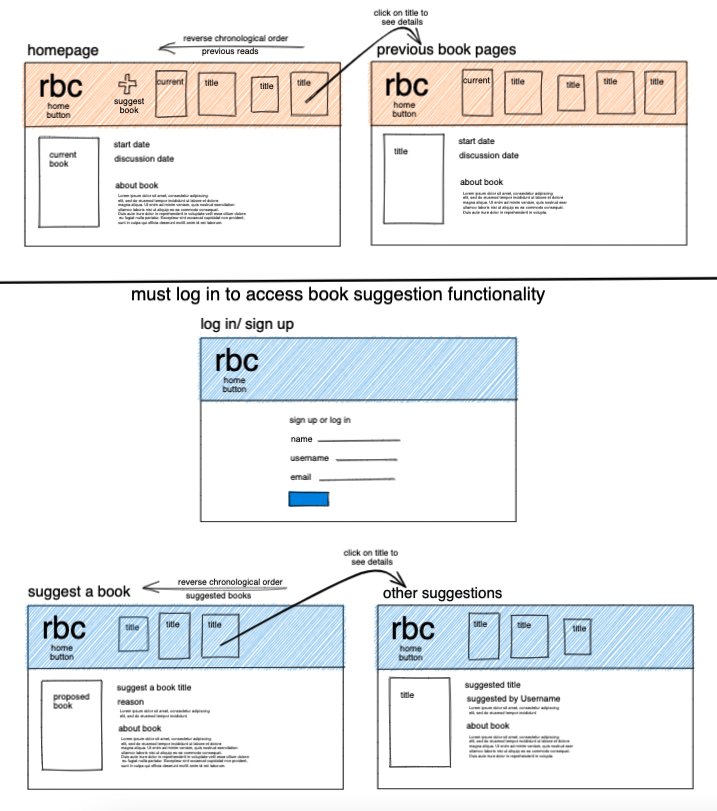 click on title to
see details
reverse chronological order
homepage
previous reads
previous book pages
rbc
home
button
suggest
book
current
title
title
title
rbc
home
button
current
title
title
title
title
current
book
start date
discussion date
about book
Lorem ipsum dolor sit amet, consectetur adipiscing
elit, sed do eiusmod tempor incididunt ut labore et dolore
magna aliqua. Ut enim ad minim veniam, quis nostrud exercitation
ullamco laboris nisi ut aliquip ex ea commodo consequat.
Duis aute irure dolor in reprehenderit in voluptate velit esse cillum dolore
eu fugiat nulla pariatur. Excepteur sint occaecat cupidatat non proident,
sunt in culpa qui officia deserunt mollit anim id est laborum.
title
start date
discussion date
about book
Lorem ipsum dolor sit amet, consectetur adipiscing
elit, sed do eiusmod tempor incididunt ut labore et dolore
magna aliqua. Ut enim ad minim veniam, quis nostrud exer
ullamco laboris nisi ut aliquip ex ea commodo consequat.
Duis aute irure dolor in reprehenderit in volupta.
must log in to access book suggestion functionality
log in/ sign up
rbc
home
button
sign up or log in
name
username
email
click on title to
see details
reverse chronological order
suggest a book
suggested books
other suggestions
rbc
home
button
title
title
title
rbc
home
button
title
title
title
proposed
book
suggest a book title
reason
Lorem ipsum dolor sit amet, consectetur adipiscing
elit, sed do eiusmod tempor incididunt
about book
Lorem ipsum dolor sit amet, consectetur adipiscing
elit, sed do eiusmod tempor incididunt ut labore et dolore
magna aliqua. Ut enim ad minim veniam, quis nostrud exercitation
ullamco laboris nisi ut aliquip ex ea commodo consequat.
Duis aute irure dolor in reprehenderit in voluptate velit esse cillum dolore
eu fugiat nulla pariatur. Excepteur sint occaecat cupidatat non proident,
sunt in culpa qui officia deserunt mollit anim id est laborum.
title
suggested title
suggested by Username
Lorem ipsum dolor sit amet, consectetur adipiscing
elit, sed do eiusmod tempor incididunt
about book
Lorem ipsum dolor sit amet, consectetur adipiscing
elit, sed do eiusmod tempor incididunt ut labore et dolore
magna aliqua. Ut enim ad minim veniam, quis nostrud exer
ullamco laboris nisi ut aliquip ex ea commodo consequat.
Duis aute irure dolor in reprehenderit in volupta.